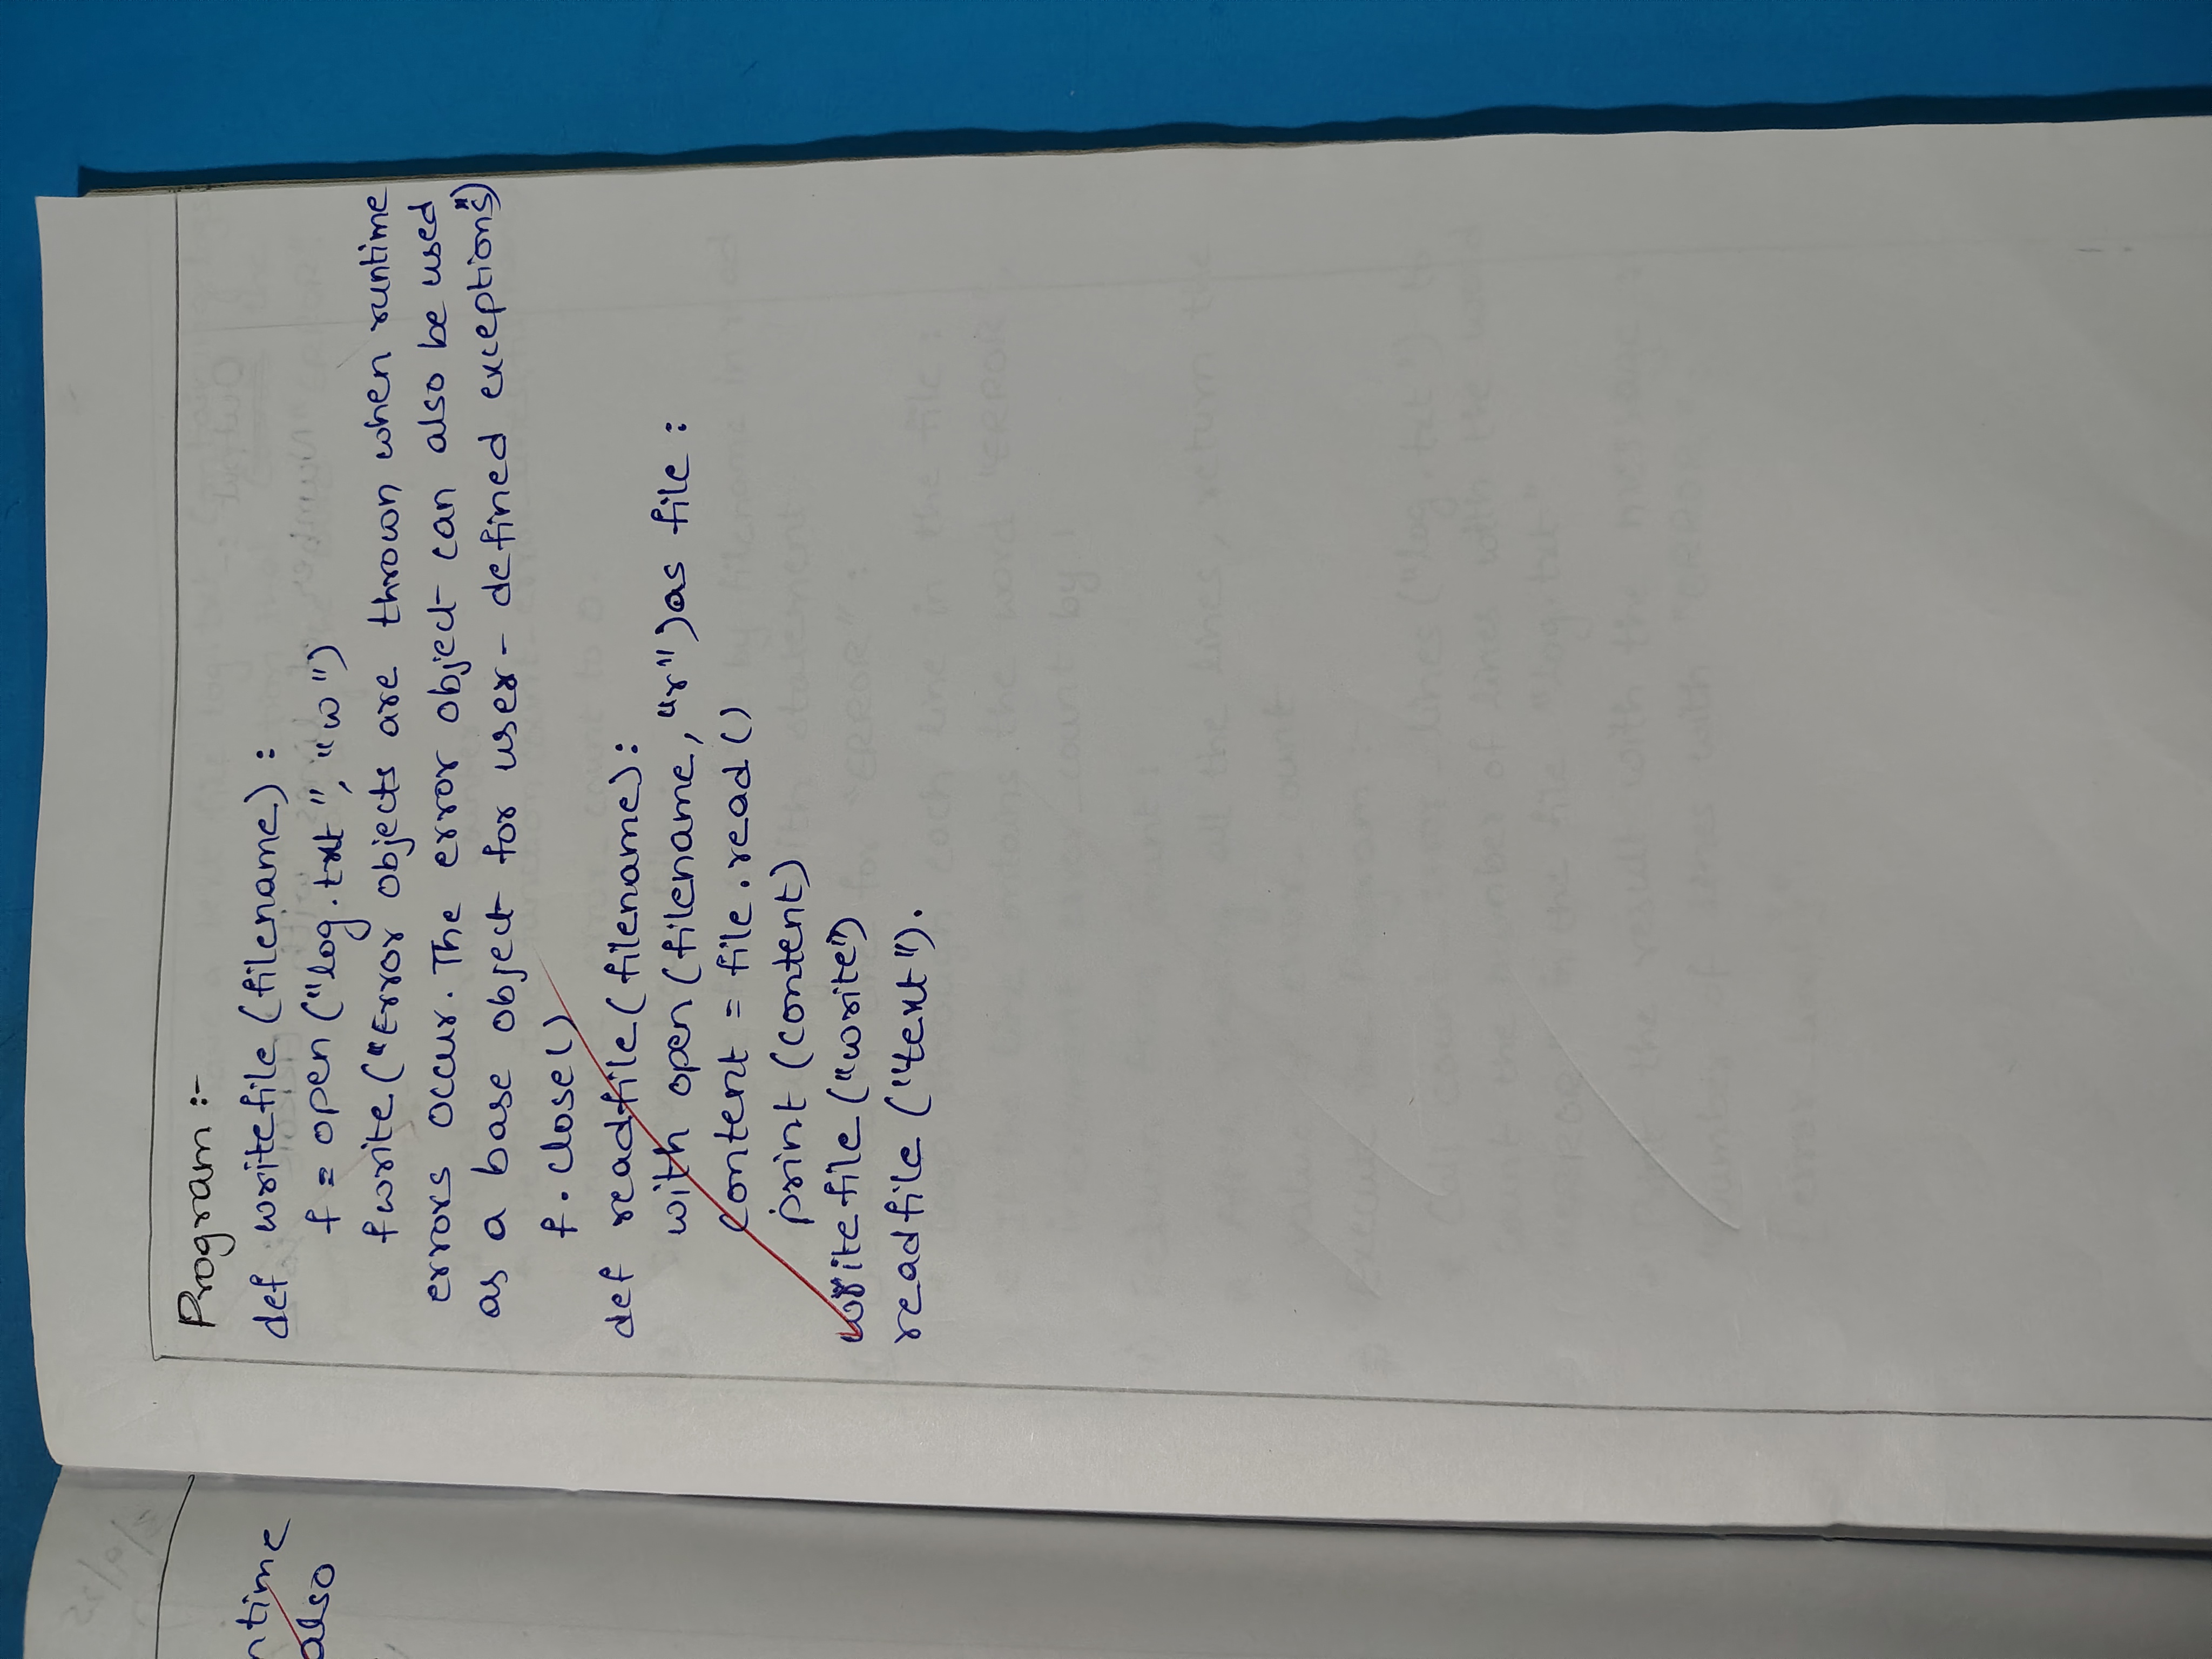 ntime
also
Program :-
def writefile (filename) :
f = open ("log.txt", "w")
fwrite ("Error objects are thrown when runtime
errors occur. The error object can also be used
as a base object for user-defined exceptions")
f. close()
def readfile (filename):
with open (filename, "r") as file :
content = file.read ()
print (content)
writefile ("write")
readfile ("text").